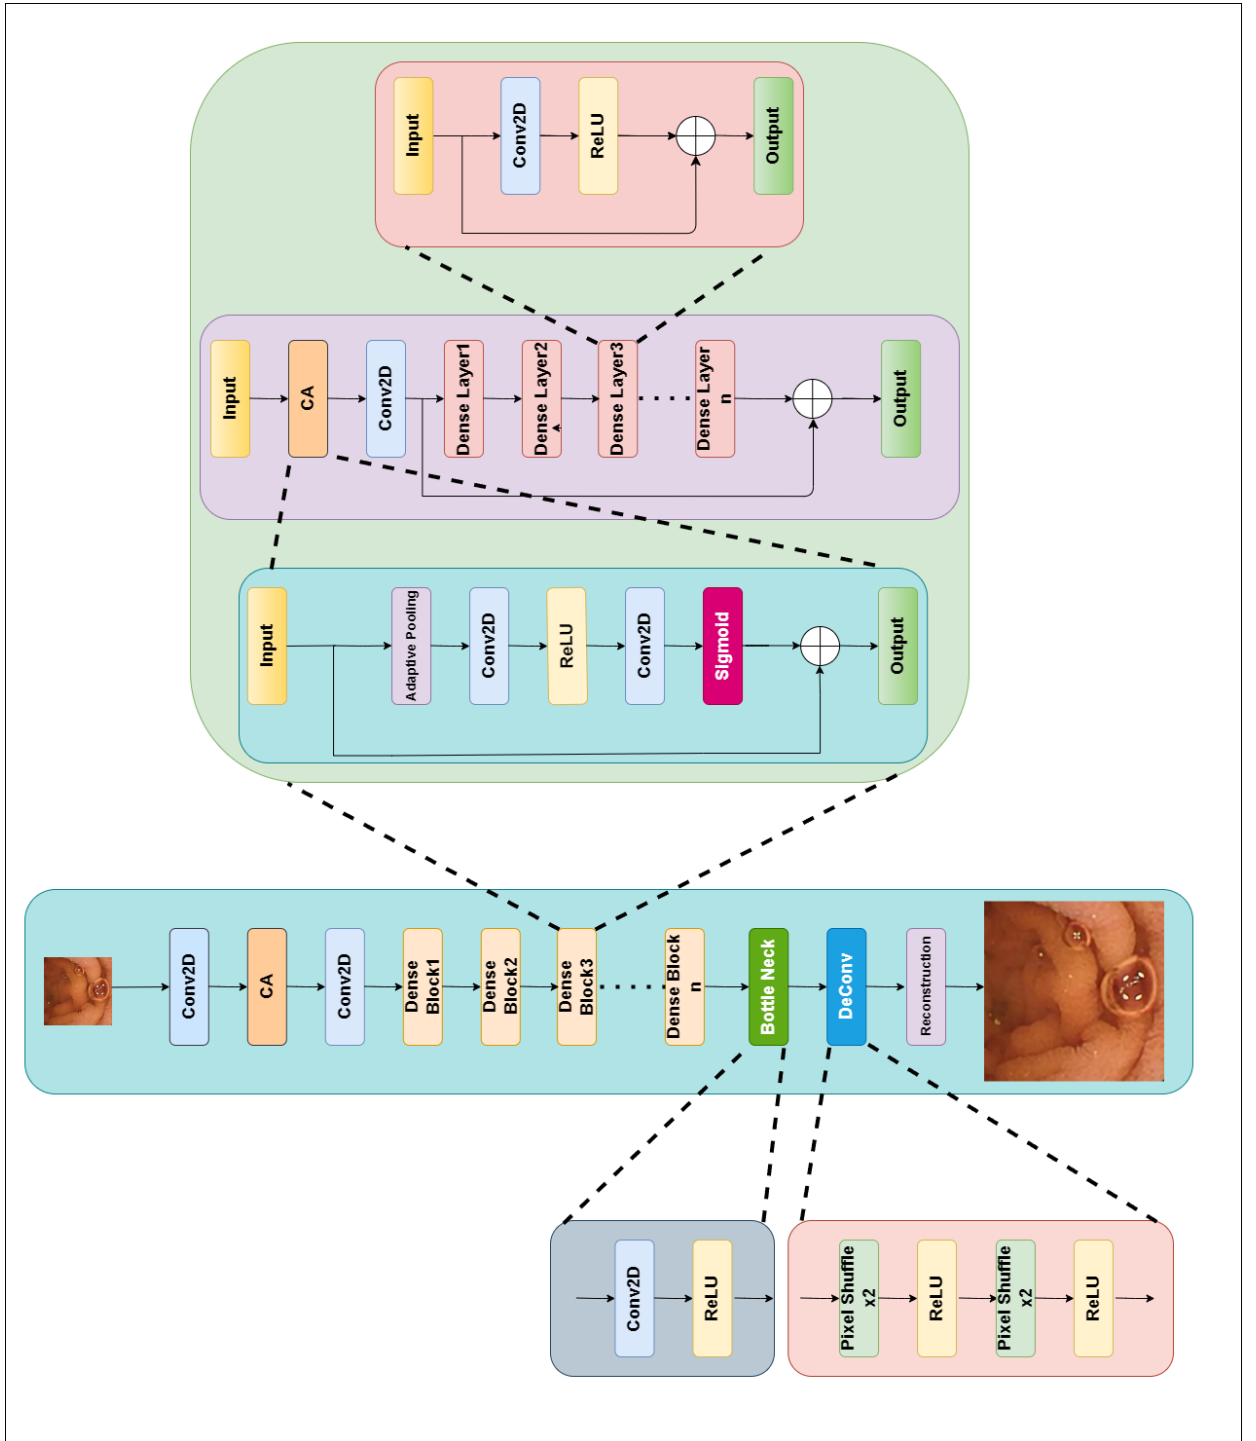 Input
Conv2D
ReLU
Output
Input
CA
Conv2D
Dense Layer1
Dense Layer2
Dense Layer3
Dense Layer
n
Output
Input
Adaptive Pooling
Conv2D
ReLU
Conv2D
SIgmoId
Output
Conv2D
CA
Conv2D
Dense
Block1
Dense
Block2
Dense
Block3
Dense Block
n
Bottle Neck
DeConv
Reconstruction
Conv2D
ReLU
Pixel Shuffle
x2
ReLU
Pixel Shuffle
x2
ReLU